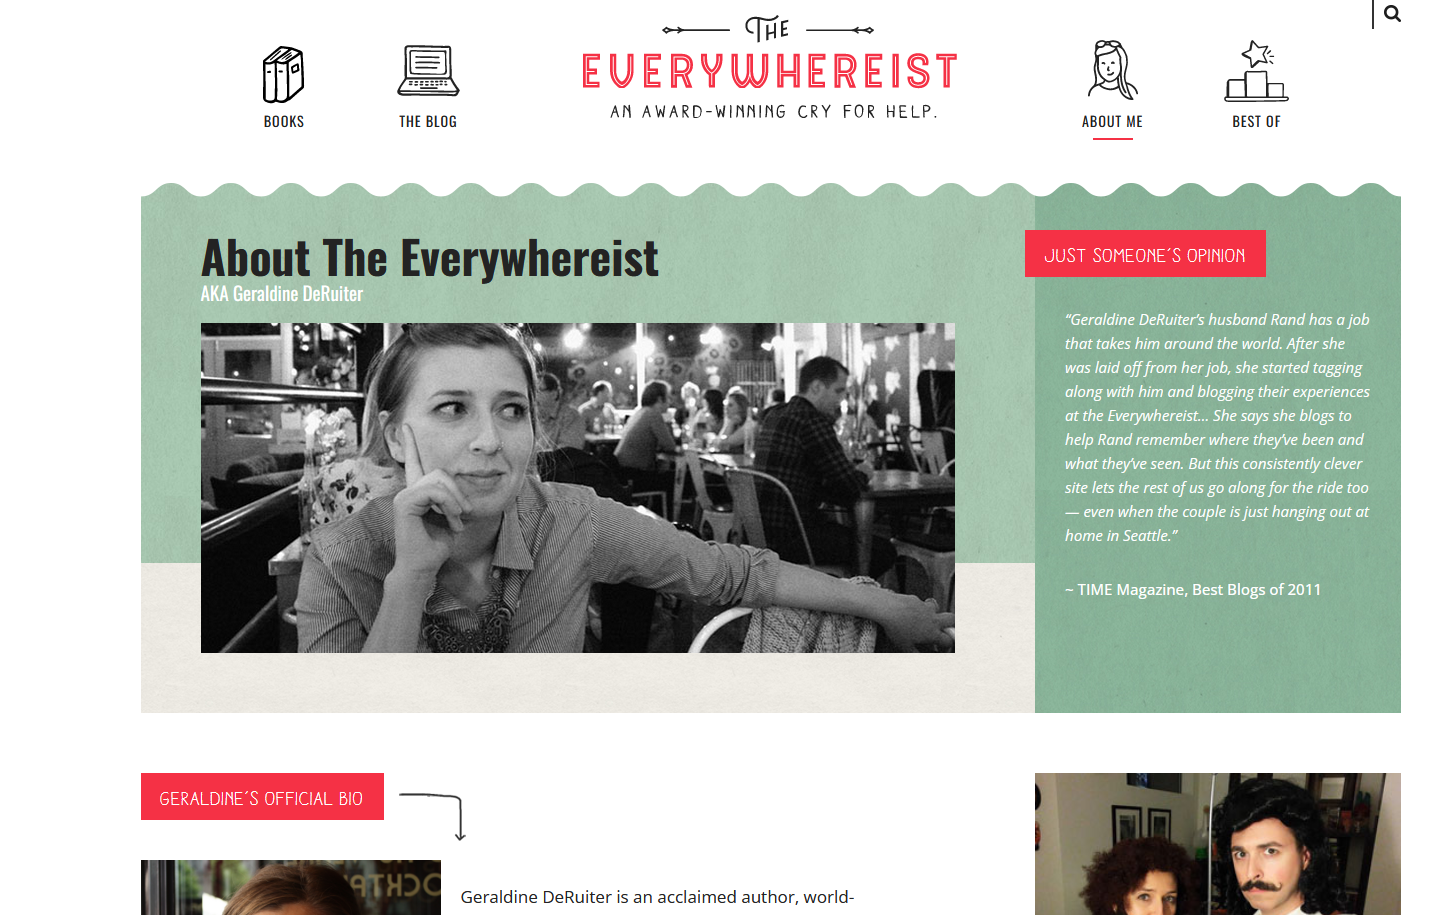 THE
EVERYWHEREIST
AN AWARD-WINNING CRY FOR HELP.
BOOKS
THE BLOG
ABOUT ME
BEST OF
About The Everywhereist
AKA Geraldine DeRuiter
JUST SOMEONE'S OPINION
“Geraldine DeRuiter’s husband Rand has a job
that takes him around the world. After she
was laid off from her job, she started tagging
along with him and blogging their experiences
at the Everywhereist… She says she blogs to
help Rand remember where they’ve been and
what they’ve seen. But this consistently clever
site lets the rest of us go along for the ride too
— even when the couple is just hanging out at
home in Seattle.”
~ TIME Magazine, Best Blogs of 2011
GERALDINE'S OFFICIAL BIO
Geraldine DeRuiter is an acclaimed author, world-